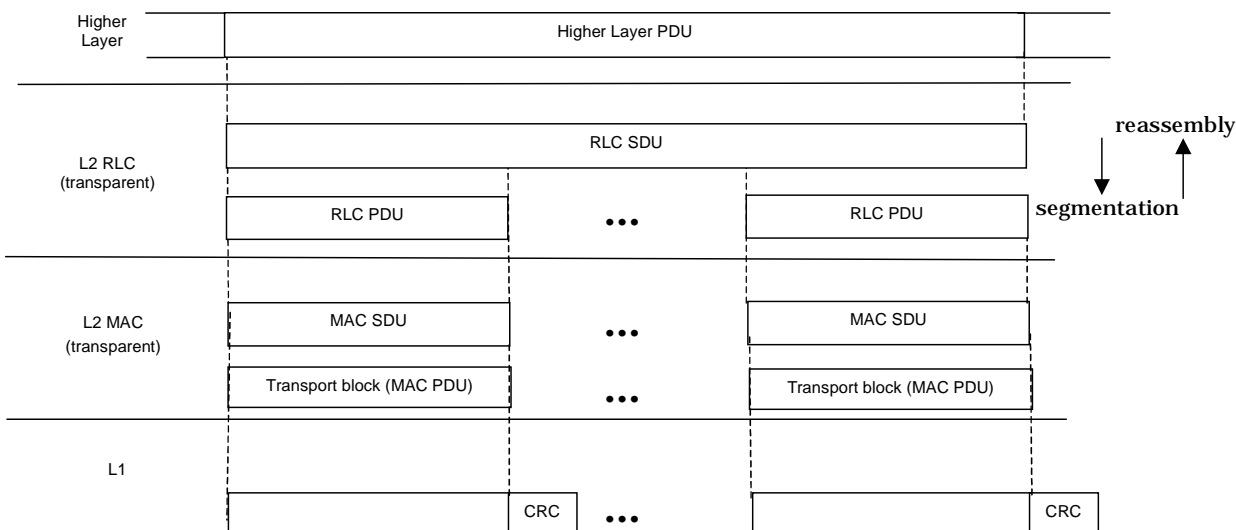 Higher
Layer
Higher Layer PDU
RLC SDU
reassembly
L2 RLC
(transparent)
RLC PDU
•••
RLC PDU
segmentation
L2 MAC
(transparent)
MAC SDU
•••
MAC SDU
Transport block (MAC PDU)
•••
Transport block (MAC PDU)
L1
CRC
•••
CRC